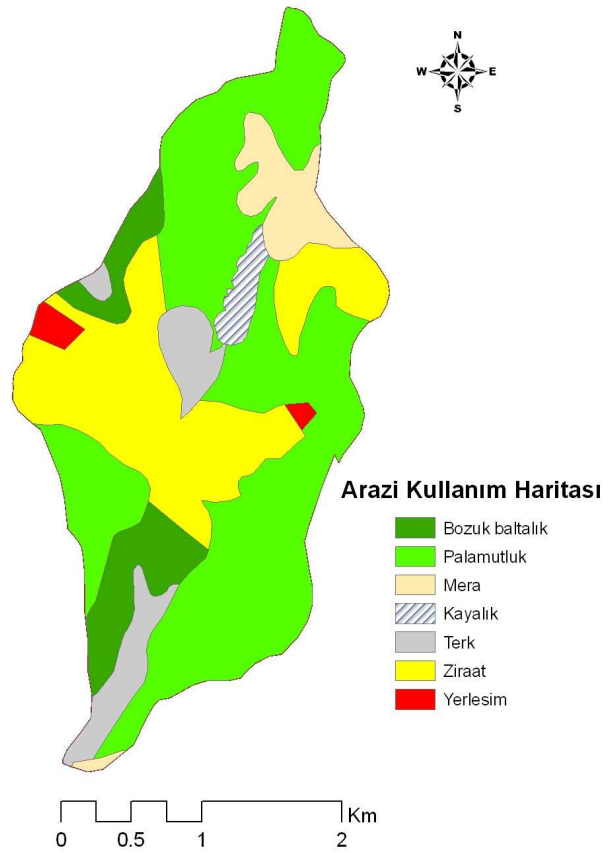 N
W E
S
Arazi Kullanım Haritası
Bozuk baltalık
Palamutluk
Mera
Kayalık
Terk
Ziraat
Yerlesim
Km
0 0.5 1 2